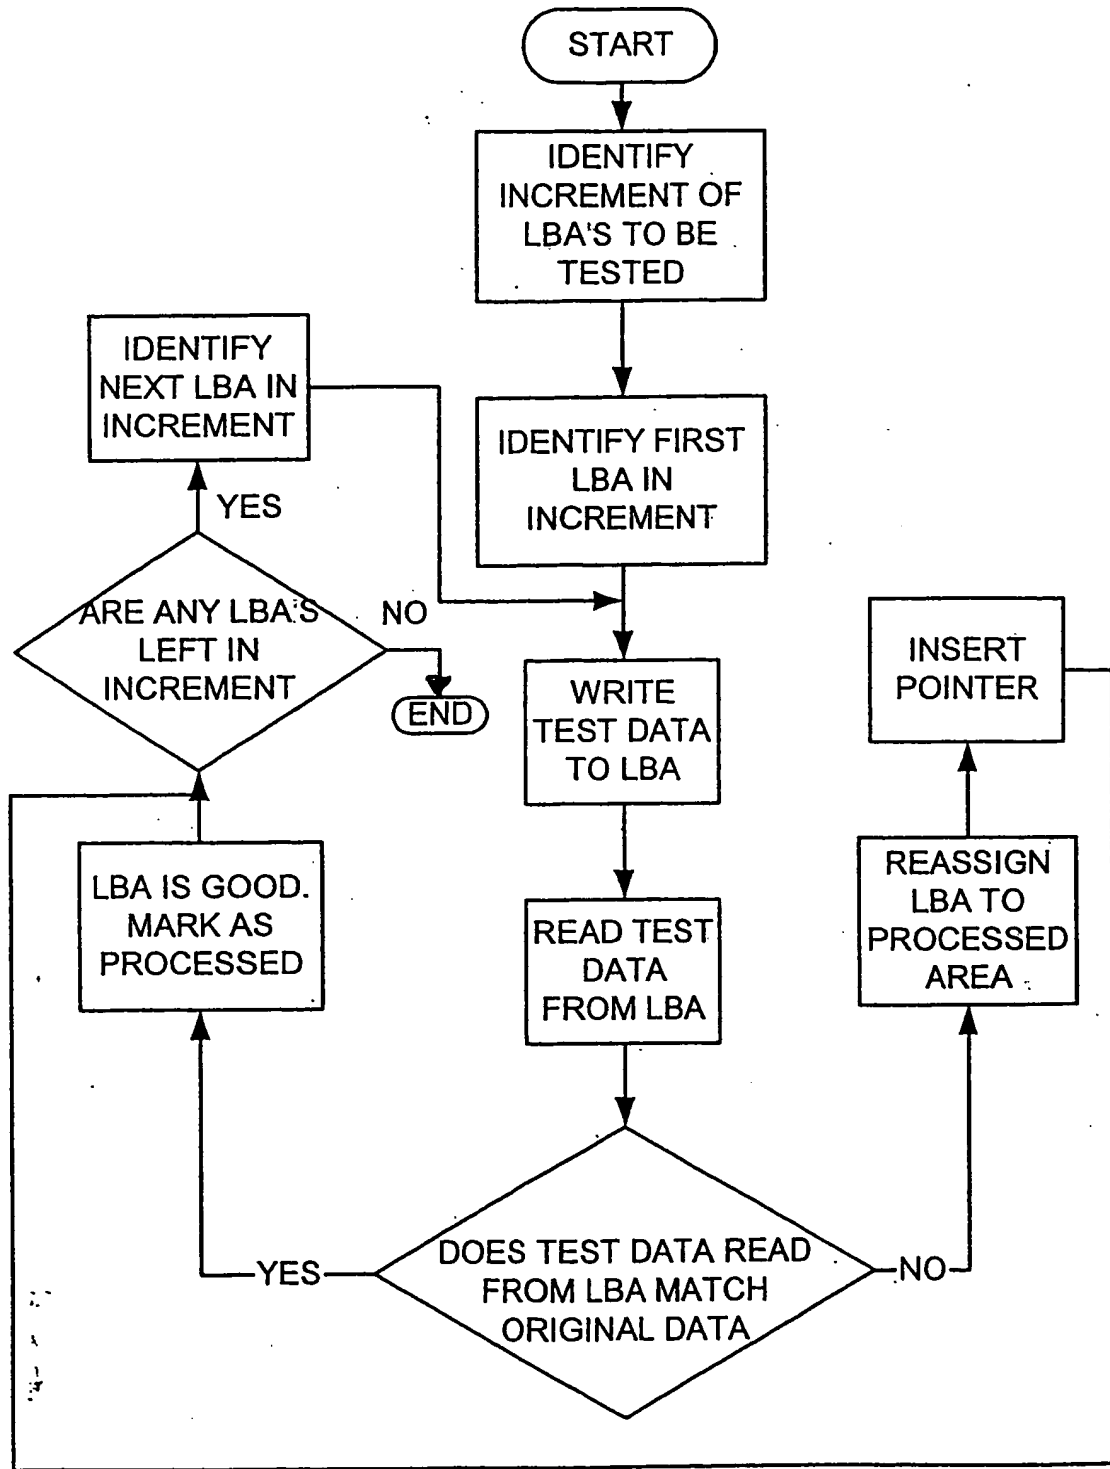 START
IDENTIFY
INCREMENT OF
LBA'S TO BE
TESTED
IDENTIFY
NEXT LBA IN
INCREMENT
IDENTIFY FIRST
LBA IN
INCREMENT
YES
ARE ANY LBA'S
LEFT IN
INCREMENT
NO
END
WRITE
TEST DATA
TO LBA
INSERT
POINTER
LBA IS GOOD.
MARK AS
PROCESSED
READ TEST
DATA
FROM LBA
REASSIGN
LBA TO
PROCESSED
AREA
YES
DOES TEST DATA READ
FROM LBA MATCH
ORIGINAL DATA
NO